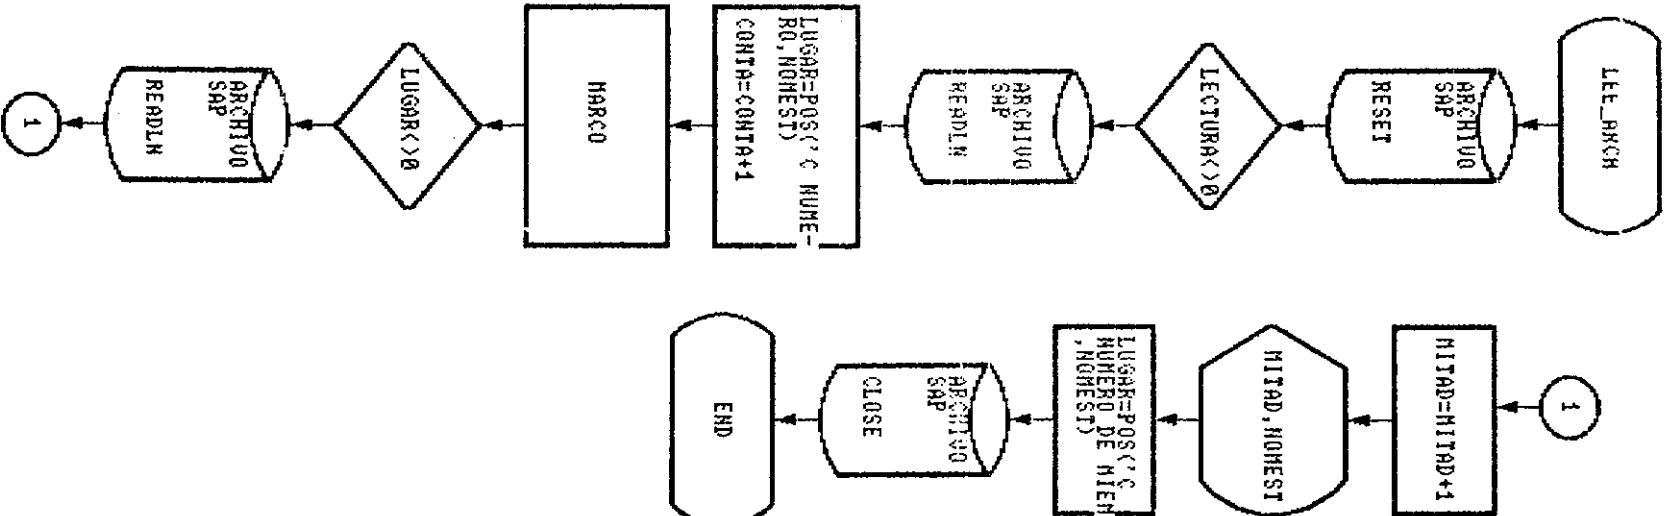 LEE_ARCH
ARCHIVO
SAP
RESET
LECTURA<>0
ARCHIVO
SAP
READLN
LUGAR=POS('C NUME-
RO,NOMEST)
CONTA=CONTA+1
MARCO
LUGAR<>0
ARCHIVO
SAP
READLN
1
1
MITAD=MITAD+1
MITAD,NOMEST
LUGAR=POS('C
NUMERO DE MIEM
,NOMEST)
ARCHIVO
SAP
CLOSE
END